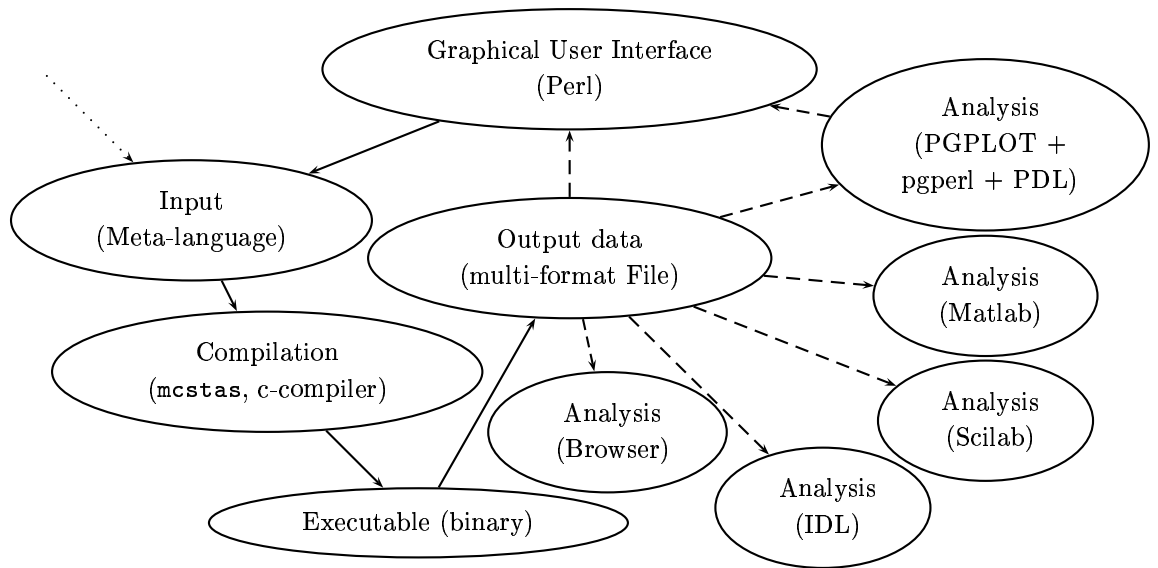 Graphical User Interface
(Perl)
Analysis
(PGPLOT +
pgperl + PDL)
Input
(Meta-language)
Output data
(multi-format File)
Analysis
(Matlab)
Compilation
(mcstas, c-compiler)
Analysis
(Browser)
Analysis
(Scilab)
Executable (binary)
Analysis
(IDL)